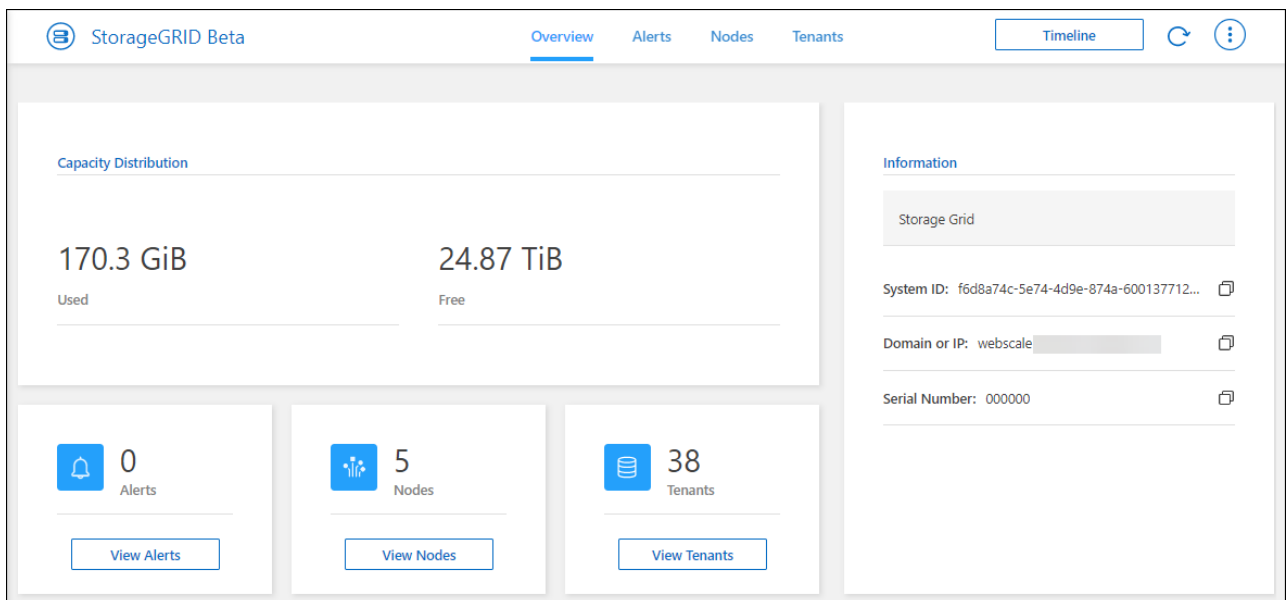 StorageGRID Beta
Overview
Alerts
Nodes
Tenants
Timeline
Capacity Distribution
170.3 GiB
Used
24.87 TiB
Free
Information
Storage Grid
System ID: f6d8a74c-5e74-4d9e-874a-600137712...
Domain or IP: webscale
Serial Number: 000000
0
Alerts
View Alerts
5
Nodes
View Nodes
38
Tenants
View Tenants